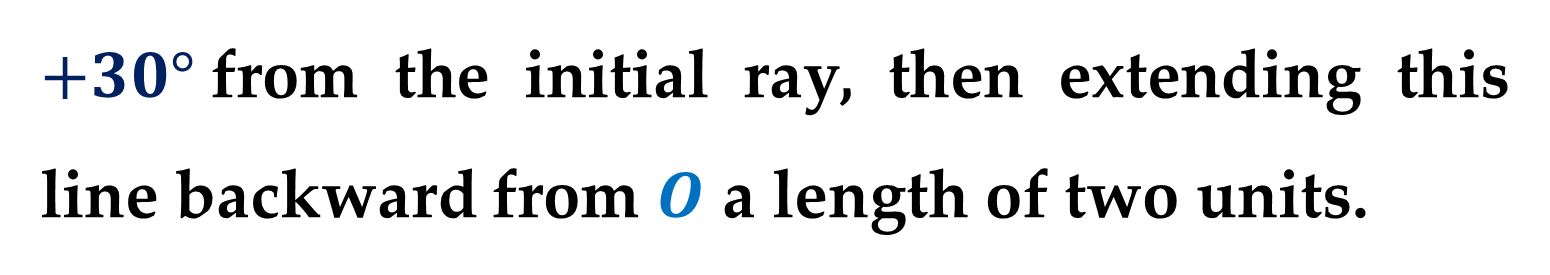 +30° from the initial ray, then extending this
line backward from O a length of two units.